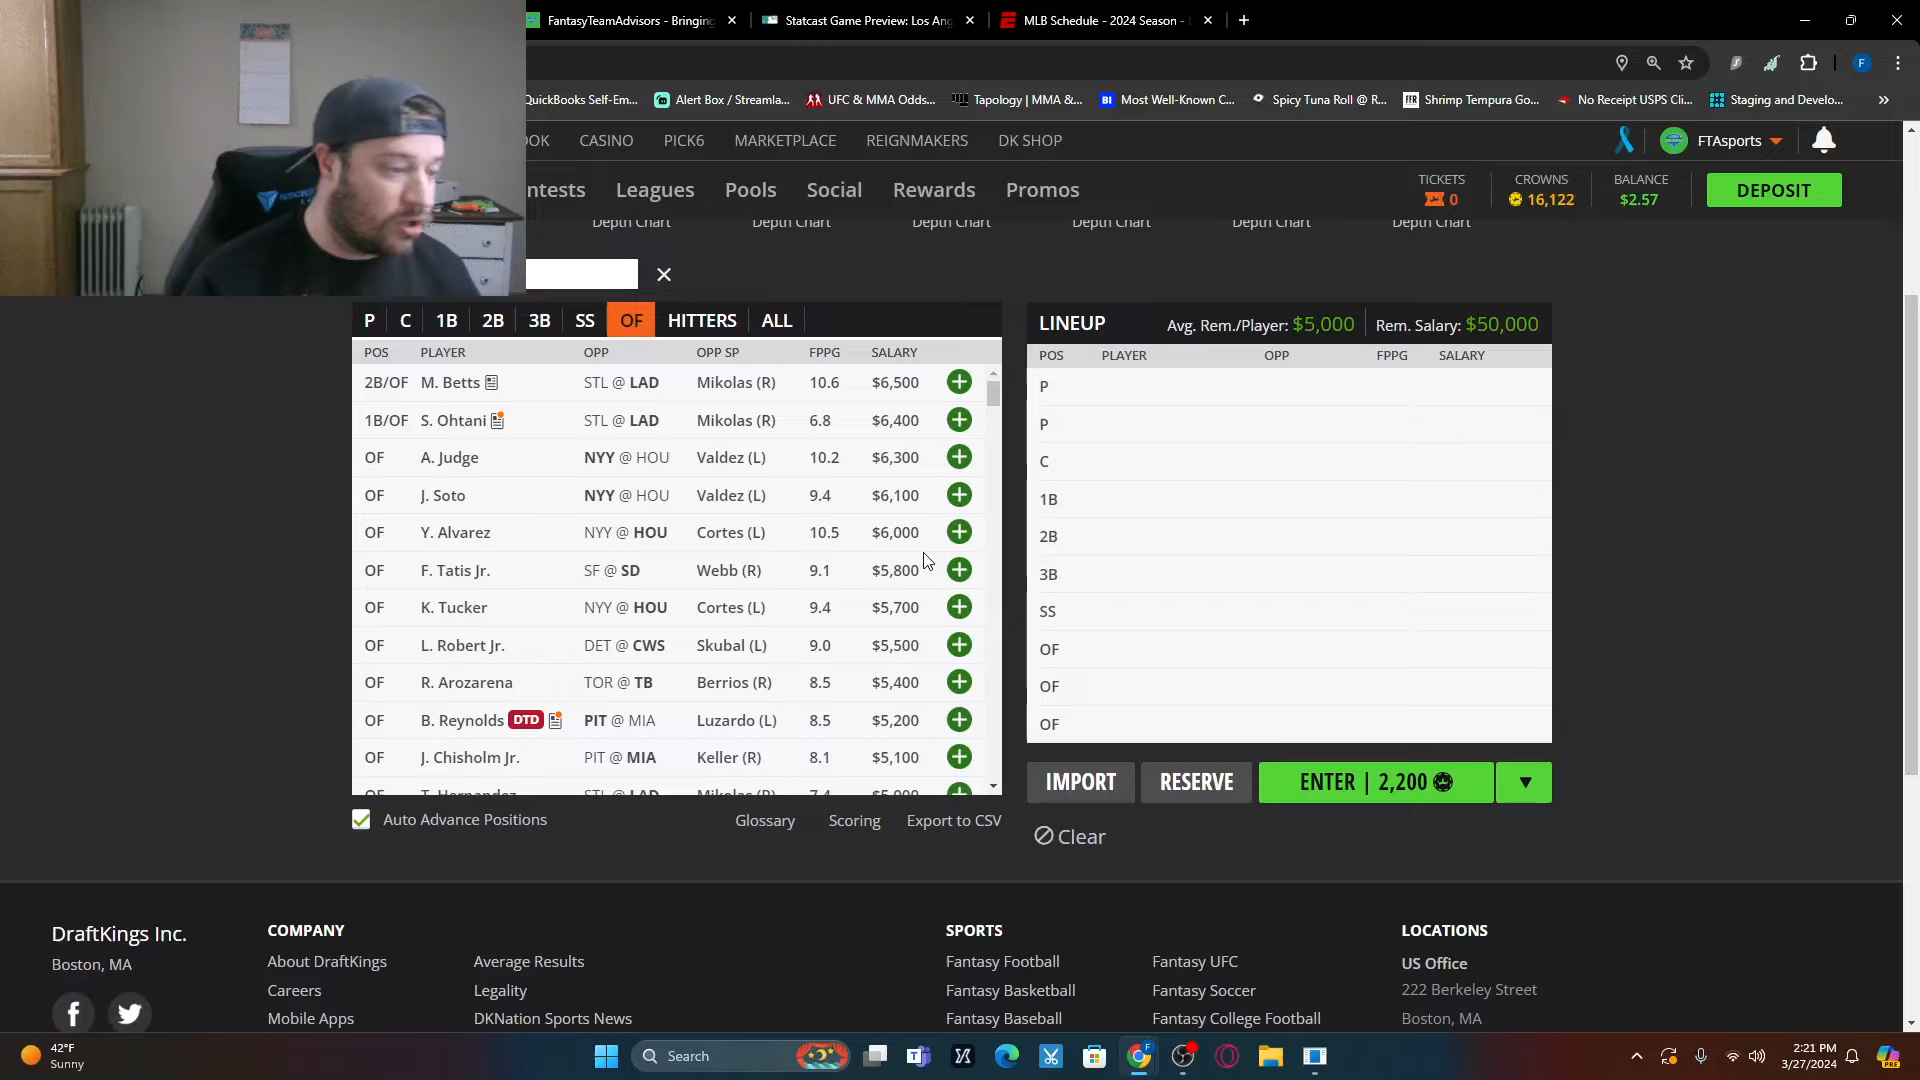 FantasyTeamAdvisors - Bringing
Statcast Game Preview: Los Ang
MLB Schedule - 2024 Season -
QuickBooks Self-Em...
Alert Box / Streamla...
UFC & MMA Odds...
Tapology | MMA &...
Most Well-Known C...
Spicy Tuna Roll @ R...
Shrimp Tempura Go...
No Receipt USPS Cli...
Staging and Develo...
»
OOK
CASINO
PICK6
MARKETPLACE
REIGNMAKERS
DK SHOP
FTAsports
ntests
Leagues
Pools
Social
Rewards
Promos
TICKETS
0
CROWNS
16,122
BALANCE
$2.57
DEPOSIT
Depth Chart
Depth Chart
Depth Chart
Depth Chart
Depth Chart
Depth Chart
P C 1B 2B 3B SS OF HITTERS ALL
POS PLAYER OPP OPP SP FPPG SALARY
2B/OF M. Betts STL @ LAD Mikolas (R) 10.6 $6,500
1B/OF S. Ohtani STL @ LAD Mikolas (R) 6.8 $6,400
OF A. Judge NYY @ HOU Valdez (L) 10.2 $6,300
OF J. Soto NYY @ HOU Valdez (L) 9.4 $6,100
OF Y. Alvarez NYY @ HOU Cortes (L) 10.5 $6,000
OF F. Tatis Jr. SF @ SD Webb (R) 9.1 $5,800
OF K. Tucker NYY @ HOU Cortes (L) 9.4 $5,700
OF L. Robert Jr. DET @ CWS Skubal (L) 9.0 $5,500
OF R. Arozarena TOR @ TB Berrios (R) 8.5 $5,400
OF B. Reynolds DTD PIT @ MIA Luzardo (L) 8.5 $5,200
OF J. Chisholm Jr. PIT @ MIA Keller (R) 8.1 $5,100
OF T. Hernandez STL @ LAD Mikolas (R) 7.4 $5,000
Auto Advance Positions
Glossary
Scoring
Export to CSV
LINEUP Avg. Rem./Player: $5,000 Rem. Salary: $50,000
POS PLAYER OPP FPPG SALARY
P
P
C
1B
2B
3B
SS
OF
OF
OF
IMPORT
RESERVE
ENTER | 2,200
Clear
DraftKings Inc.
Boston, MA
COMPANY
About DraftKings
Careers
Mobile Apps
Average Results
Legality
DKNation Sports News
SPORTS
Fantasy Football
Fantasy Basketball
Fantasy Baseball
Fantasy UFC
Fantasy Soccer
Fantasy College Football
LOCATIONS
US Office
222 Berkeley Street
Boston, MA
42°F
Sunny
Search
2:21 PM
3/27/2024